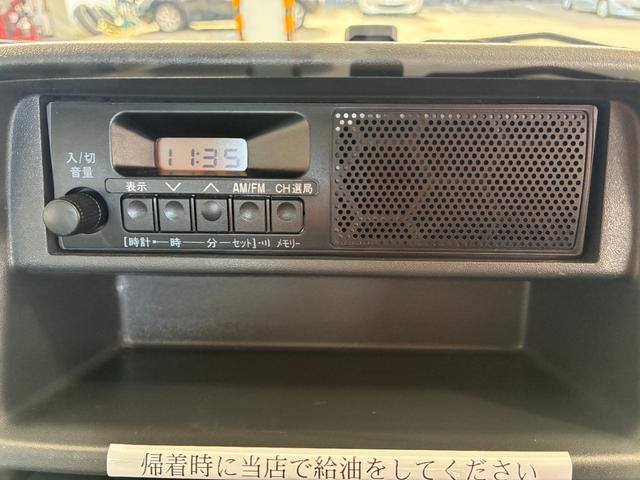 11:35
入/切
音量
表示 ∨ ∧ AM/FM CH選局
[時計 時 分 セット] メモリー
帰着時に当店で給油をしてください